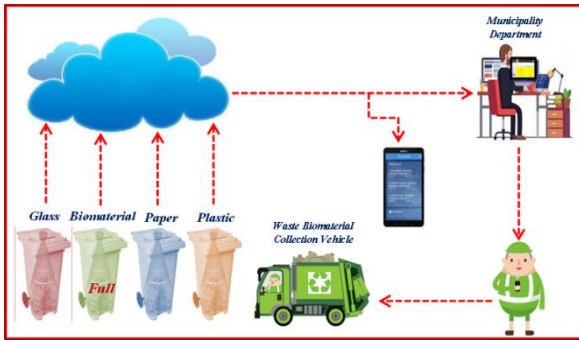 Municipality
Department
Glass Biomaterial Paper Plastic
Full
Waste Biomaterial
Collection Vehicle